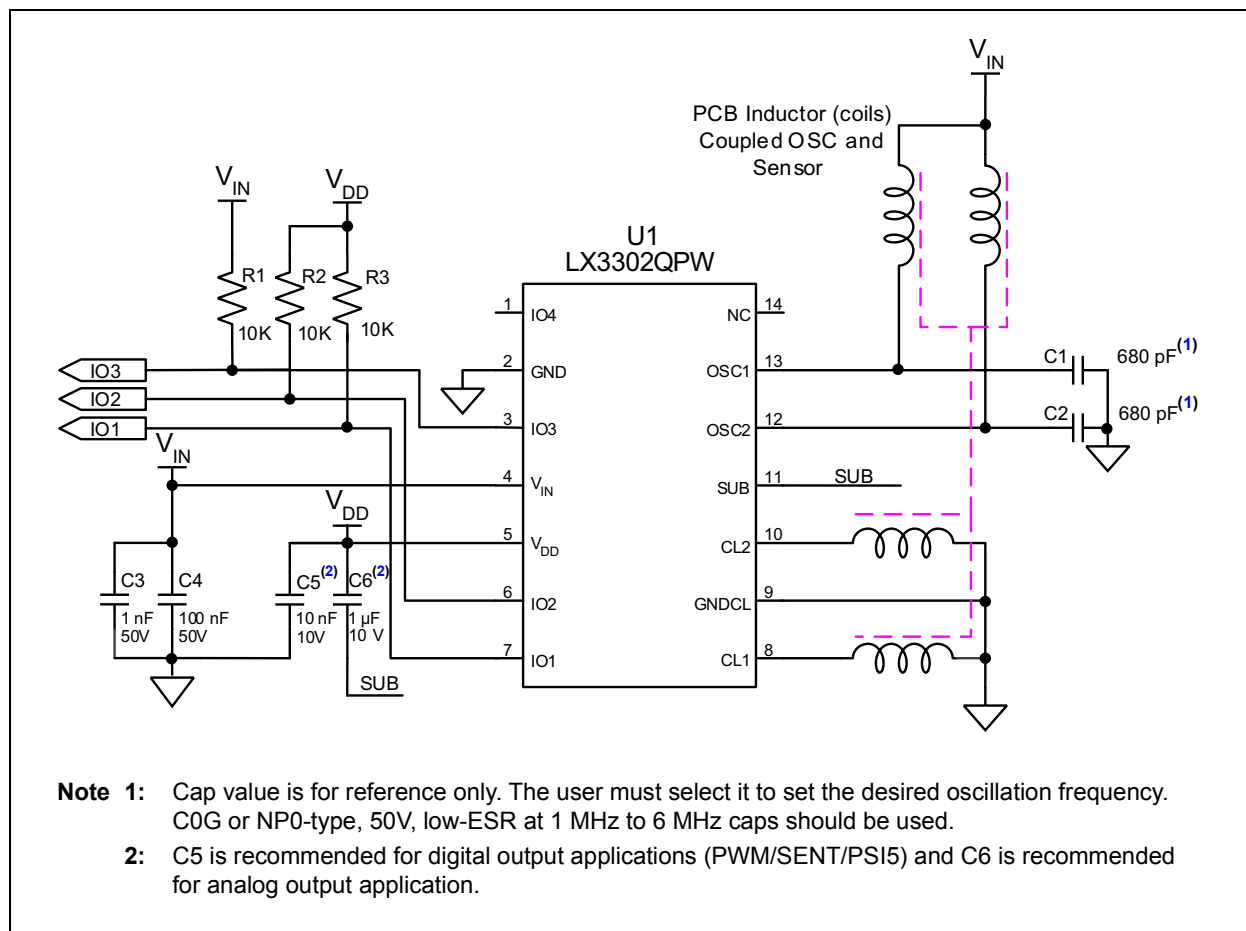 V_IN
PCB Inductor (coils)
Coupled OSC and
Sensor
V_IN
V_DD
U1
LX3302QPW
R1
R2
R3
10K
10K
10K
1
IO4
NC
14
IO3
2
GND
OSC1
13
C1
680 pF(1)
IO2
IO1
3
IO3
OSC2
12
C2
680 pF(1)
V_IN
4
V_IN
SUB
11
SUB
V_DD
5
V_DD
CL2
10
C3
1 nF
50V
C4
100 nF
50V
C5(2)
10 nF
10V
C6(2)
1 µF
10 V
6
IO2
GNDCL
9
7
IO1
CL1
8
SUB
Note 1: Cap value is for reference only. The user must select it to set the desired oscillation frequency.
C0G or NP0-type, 50V, low-ESR at 1 MHz to 6 MHz caps should be used.
2: C5 is recommended for digital output applications (PWM/SENT/PSI5) and C6 is recommended
for analog output application.